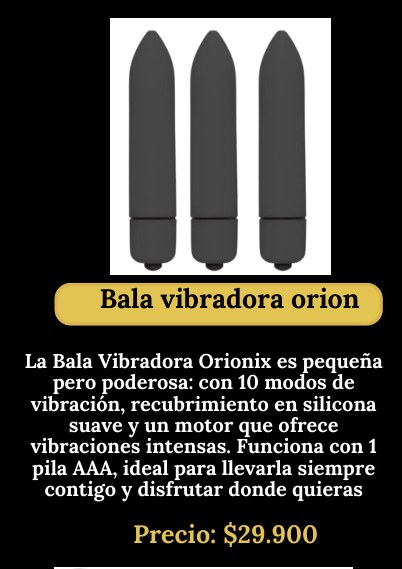 Bala vibradora orion
La Bala Vibradora Orionix es pequeña
pero poderosa: con 10 modos de
vibración, recubrimiento en silicona
suave y un motor que ofrece
vibraciones intensas. Funciona con 1
pila AAA, ideal para llevarla siempre
contigo y disfrutar donde quieras
Precio: $29.900